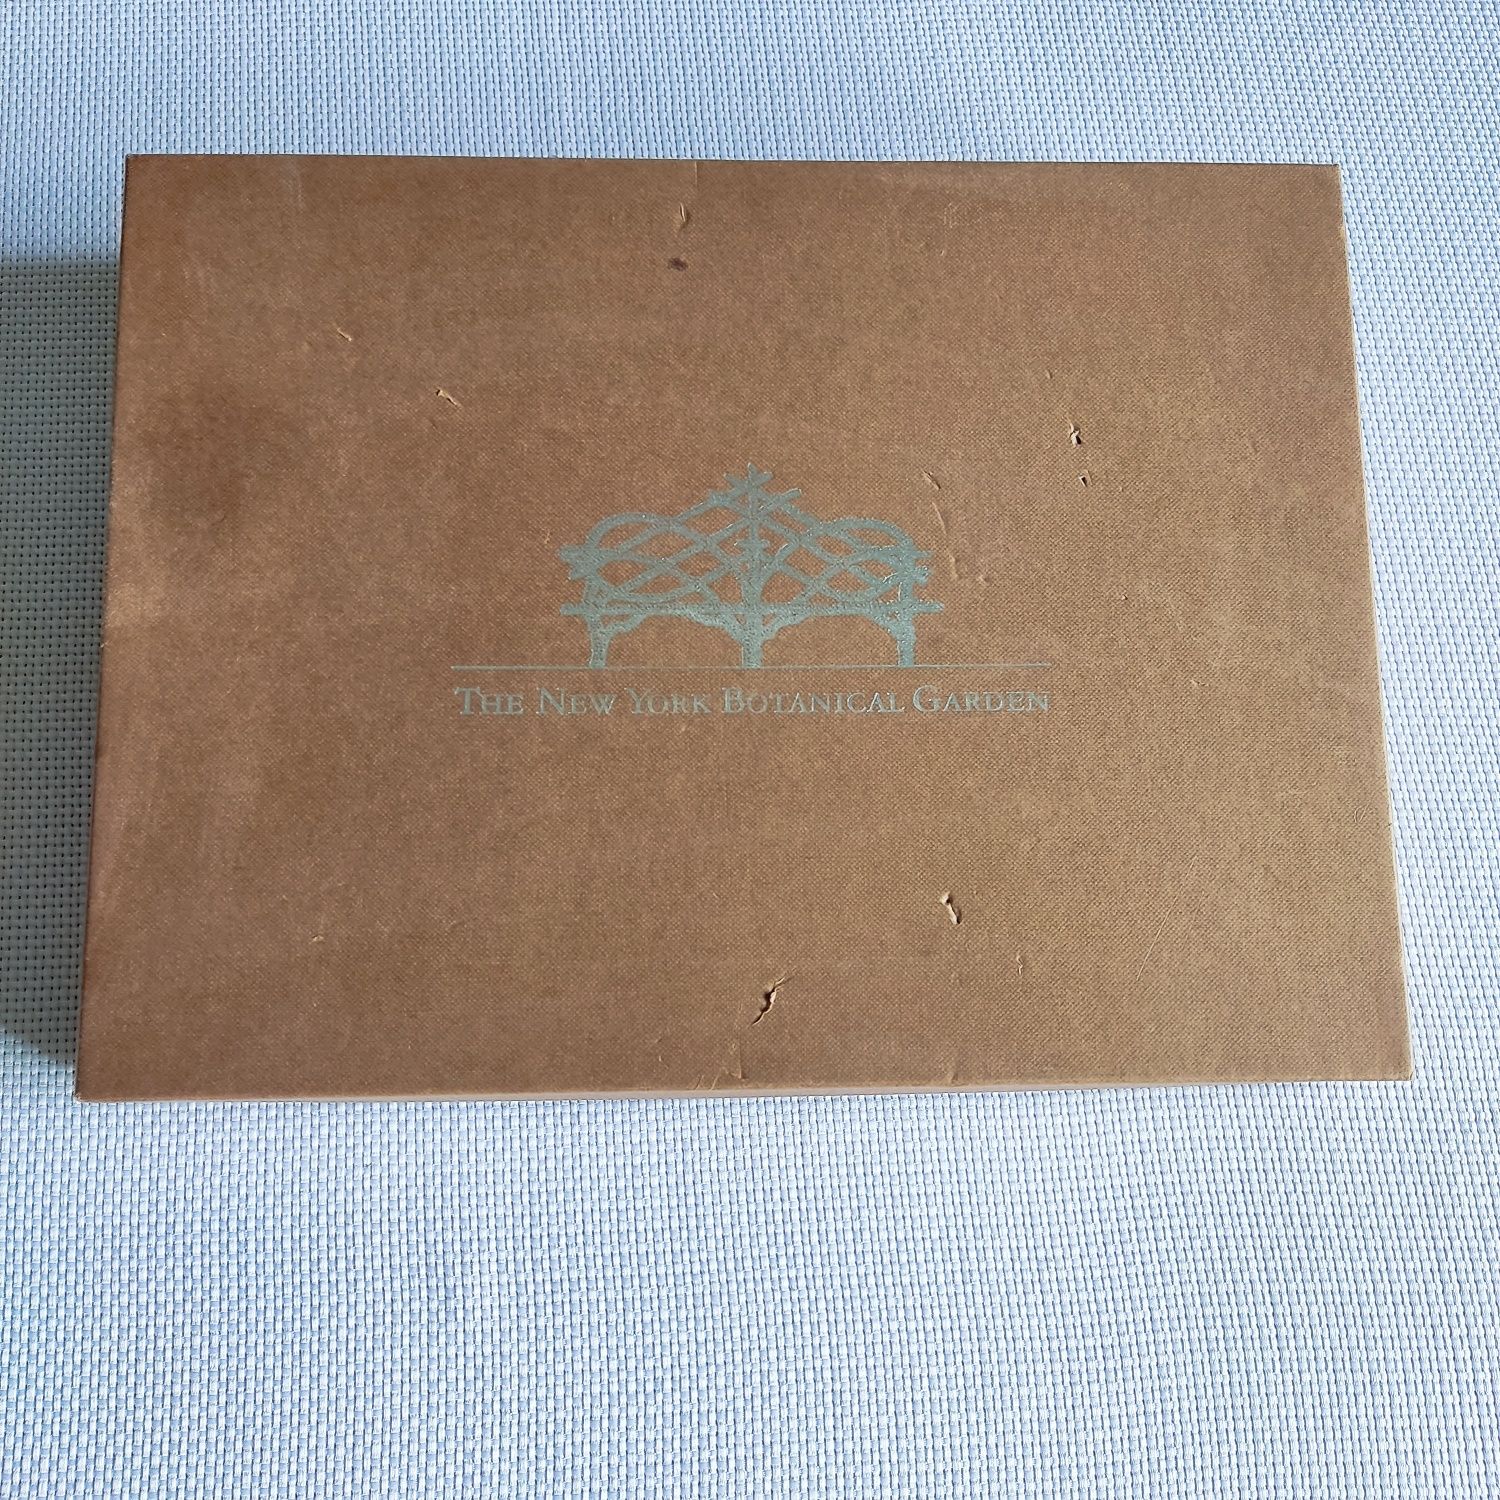 The New York Botanical Garden